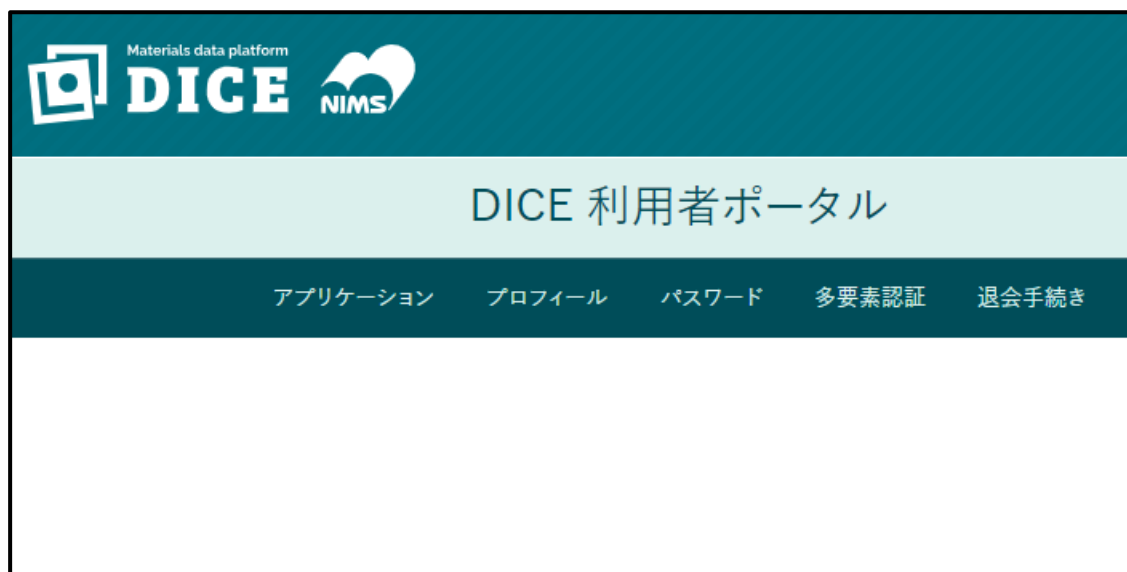 Materials data platform
DICE
NIMS
DICE 利用者ポータル
アプリケーション プロフィール パスワード 多要素認証 退会手続き